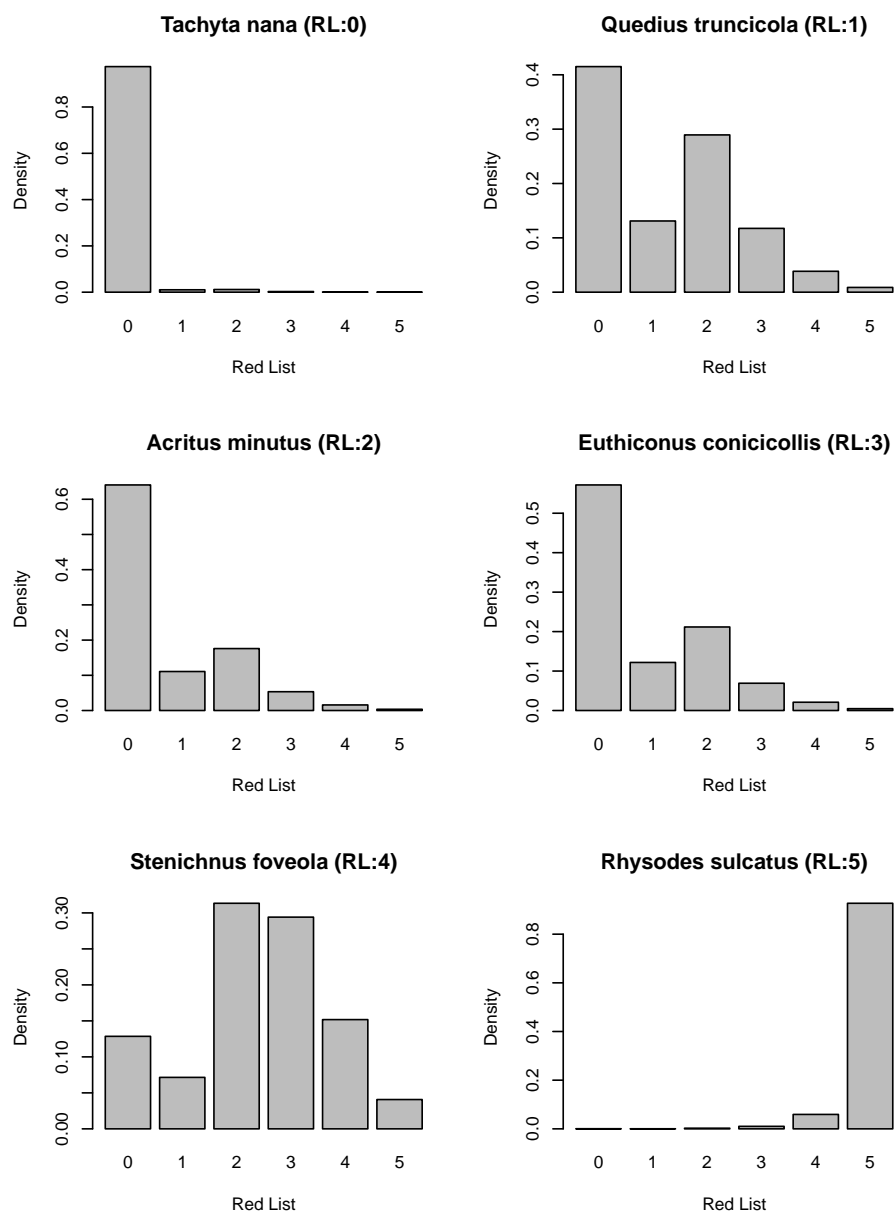 Tachyta nana (RL:0)
Density
0.0 0.2 0.4 0.6 0.8
0 1 2 3 4 5
Red List
Quedius truncicola (RL:1)
Density
0.0 0.1 0.2 0.3 0.4
0 1 2 3 4 5
Red List
Acritus minutus (RL:2)
Density
0.0 0.2 0.4 0.6
0 1 2 3 4 5
Red List
Euthiconus conicicollis (RL:3)
Density
0.0 0.1 0.2 0.3 0.4 0.5
0 1 2 3 4 5
Red List
Stenichnus foveola (RL:4)
Density
0.00 0.10 0.20 0.30
0 1 2 3 4 5
Red List
Rhysodes sulcatus (RL:5)
Density
0.0 0.2 0.4 0.6 0.8
0 1 2 3 4 5
Red List